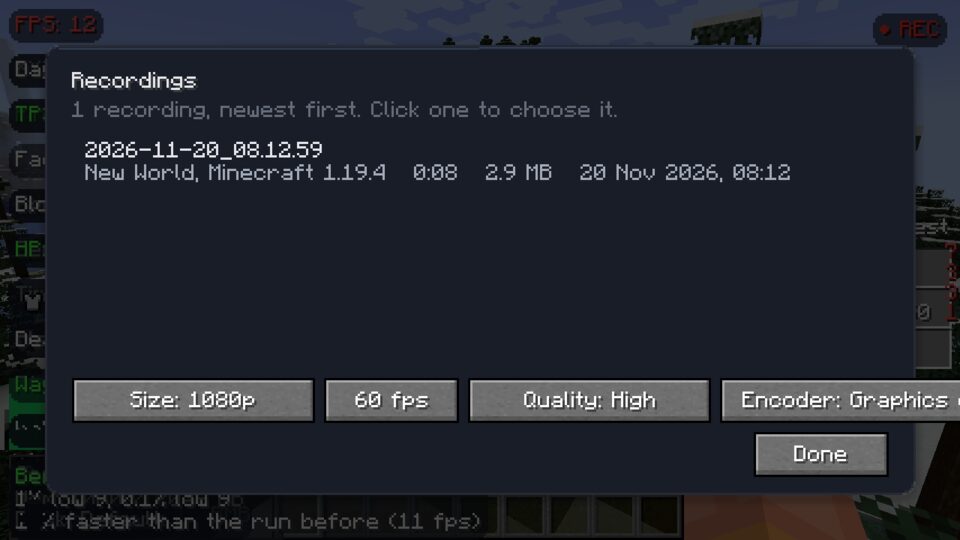 FPS: 12
REC
Recordings
1 recording, newest first. Click one to choose it.
2026-11-20_08.12.59
New World, Minecraft 1.19.4 0:08 2.9 MB 20 Nov 2026, 08:12
Size: 1080p
60 fps
Quality: High
Encoder: Graphics
Done
faster than the run before (11 fps)